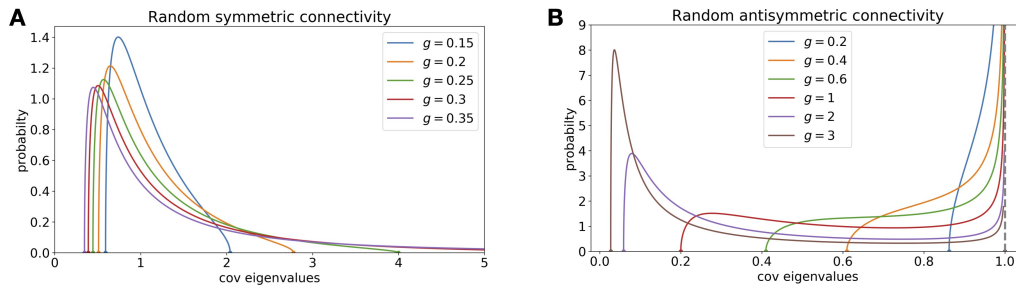 A
Random symmetric connectivity
g = 0.15
g = 0.2
g = 0.25
g = 0.3
g = 0.35
probabilty
1.4
1.2
1.0
0.8
0.6
0.4
0.2
0.0
0 1 2 3 4 5
cov eigenvalues
B
Random antisymmetric connectivity
g = 0.2
g = 0.4
g = 0.6
g = 1
g = 2
g = 3
probabilty
9
8
7
6
5
4
3
2
1
0
0.0 0.2 0.4 0.6 0.8 1.0
cov eigenvalues